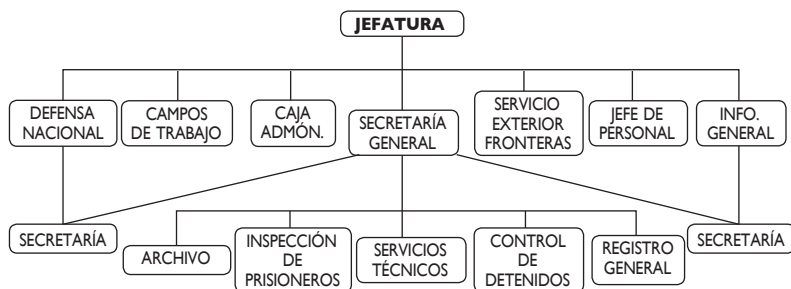 JEFATURA
DEFENSA
NACIONAL
CAMPOS
DE TRABAJO
CAJA
ADMÓN.
SECRETARÍA
GENERAL
SERVICIO
EXTERIOR
FRONTERAS
JEFE DE
PERSONAL
INFO.
GENERAL
SECRETARÍA
ARCHIVO
INSPECCIÓN
DE
PRISIONEROS
SERVICIOS
TÉCNICOS
CONTROL
DE
DETENIDOS
REGISTRO
GENERAL
SECRETARÍA